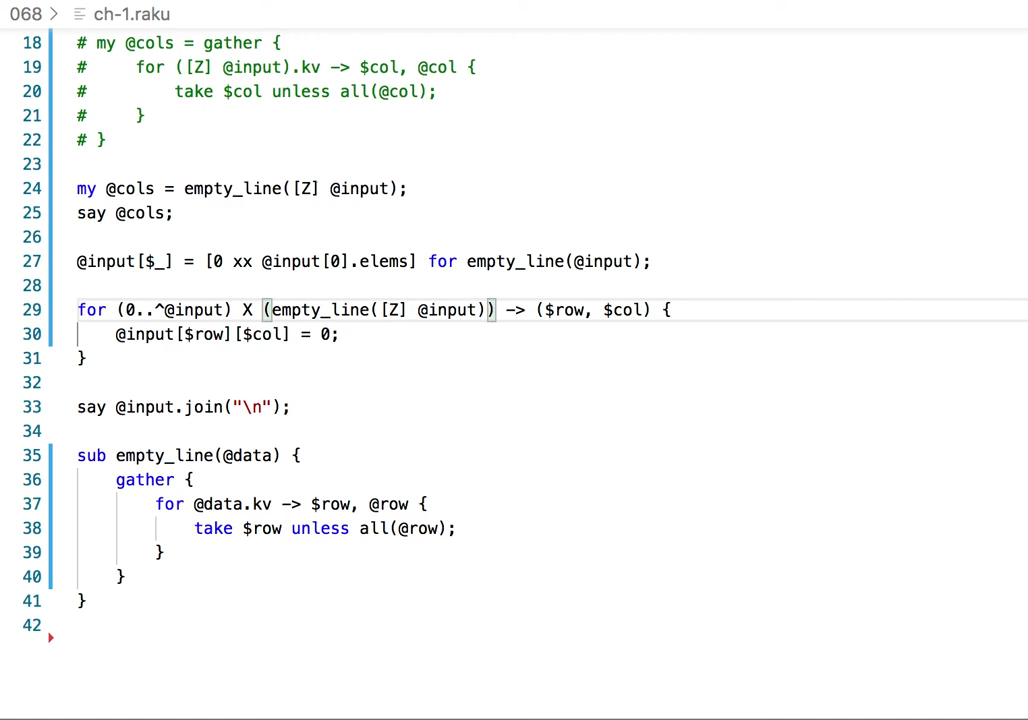 068 > ch-1.raku
18 # my @cols = gather {
19 #     for ([Z] @input).kv -> $col, @col {
20 #         take $col unless all(@col);
21 #     }
22 # }
23
24 my @cols = empty_line([Z] @input);
25 say @cols;
26
27 @input[$_] = [0 xx @input[0].elems] for empty_line(@input);
28
29 for (0..^@input) X (empty_line([Z] @input)) -> ($row, $col) {
30     @input[$row][$col] = 0;
31 }
32
33 say @input.join("\n");
34
35 sub empty_line(@data) {
36     gather {
37         for @data.kv -> $row, @row {
38             take $row unless all(@row);
39         }
40     }
41 }
42